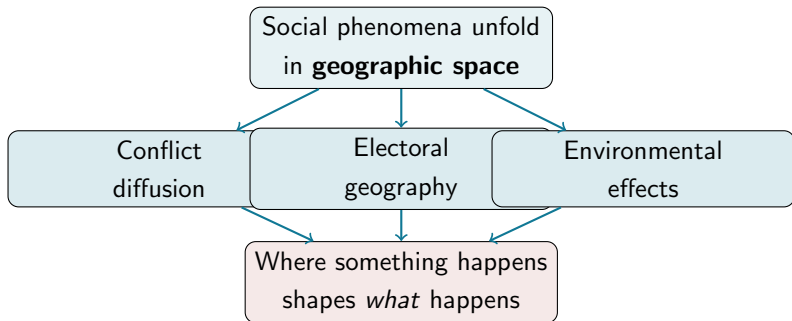 Social phenomena unfold
in geographic space
Conflict
diffusion
Electoral
geography
Environmental
effects
Where something happens
shapes what happens